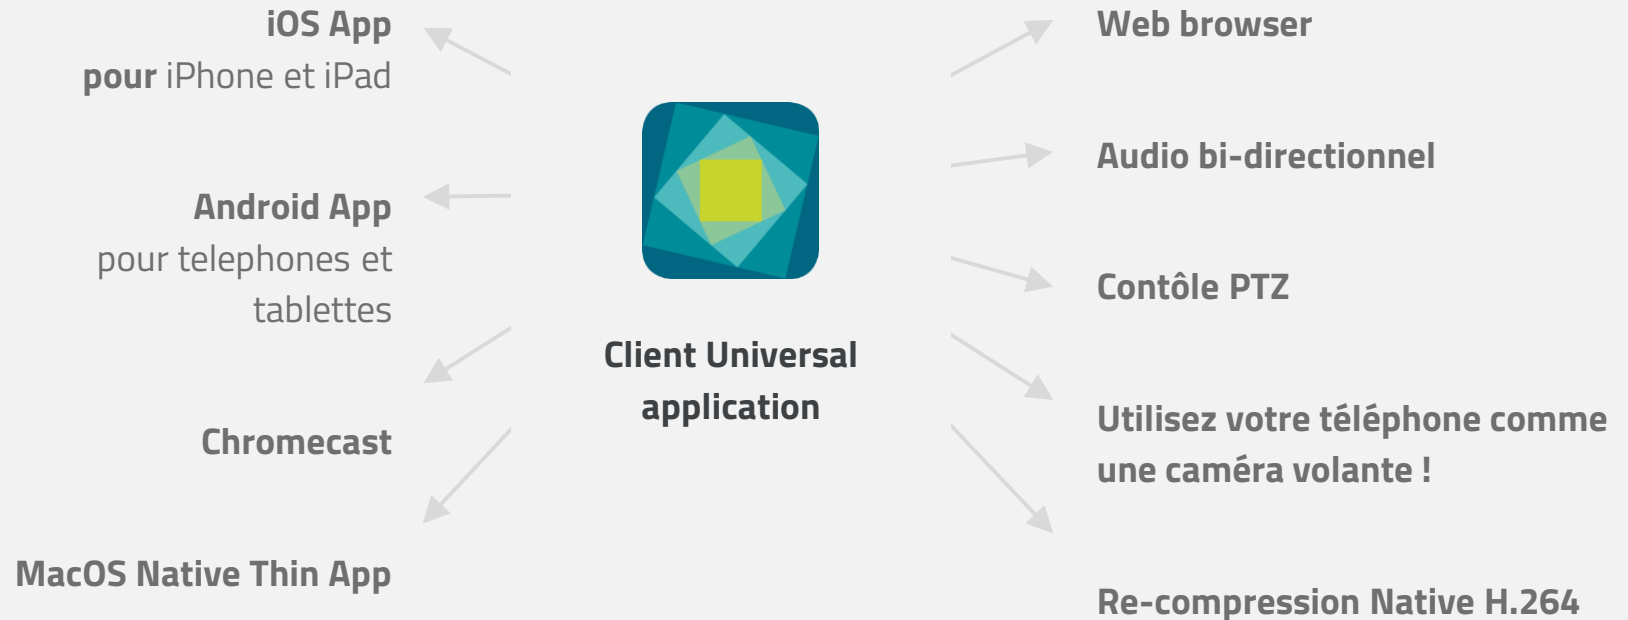 iOS App
pour iPhone et iPad
Android App
pour telephones et
tablettes
Chromecast
MacOS Native Thin App
Client Universal
application
Web browser
Audio bi-directionnel
Contôle PTZ
Utilisez votre téléphone comme
une caméra volante !
Re-compression Native H.264